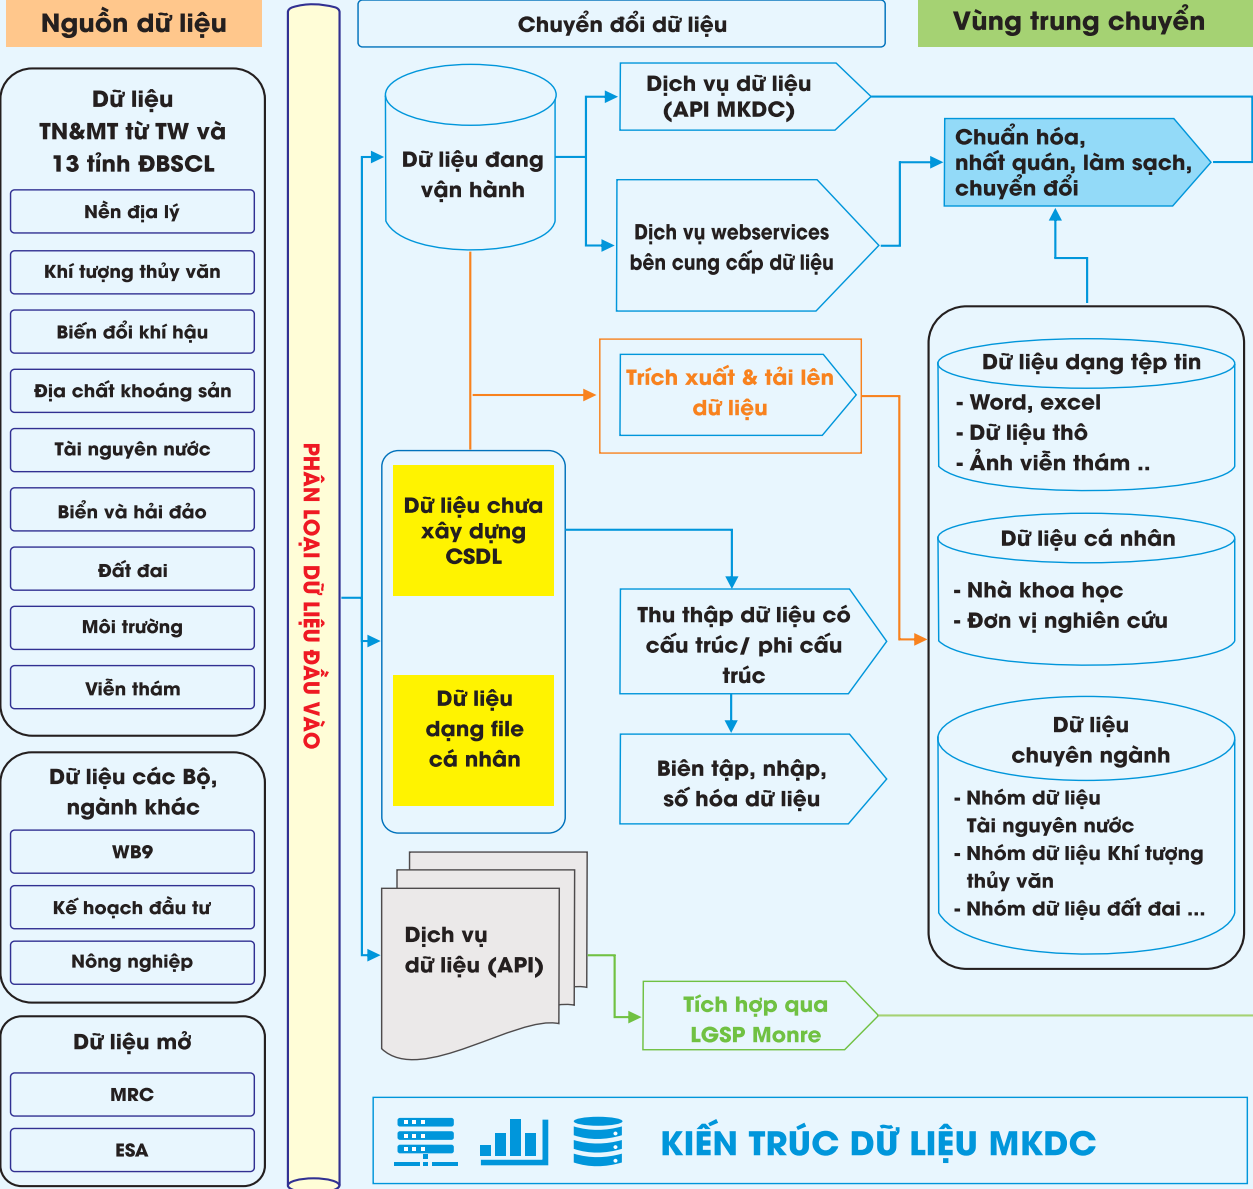 Nguồn dữ liệu
Dữ liệu
TN&MT từ TW và
13 tỉnh ĐBSCL
Nền địa lý
Khí tượng thủy văn
Biến đổi khí hậu
Địa chất khoáng sản
Tài nguyên nước
Biển và hải đảo
Đất đai
Môi trường
Viễn thám
Dữ liệu các Bộ,
ngành khác
WB9
Kế hoạch đầu tư
Nông nghiệp
Dữ liệu mở
MRC
ESA
PHÂN LOẠI DỮ LIỆU ĐẦU VÀO
Chuyển đổi dữ liệu
Dữ liệu đang
vận hành
Dịch vụ dữ liệu
(API MKDC)
Dịch vụ webservices
bên cung cấp dữ liệu
Trích xuất & tải lên
dữ liệu
Dữ liệu chưa
xây dựng
CSDL
Dữ liệu
dạng file
cá nhân
Thu thập dữ liệu có
cấu trúc/ phi cấu
trúc
Biên tập, nhập,
số hóa dữ liệu
Dịch vụ
dữ liệu (API)
Tích hợp qua
LGSP Monre
Vùng trung chuyển
Chuẩn hóa,
nhất quán, làm sạch,
chuyển đổi
Dữ liệu dạng tệp tin
- Word, excel
- Dữ liệu thô
- Ảnh viễn thám ..
Dữ liệu cá nhân
- Nhà khoa học
- Đơn vị nghiên cứu
Dữ liệu
chuyên ngành
- Nhóm dữ liệu
Tài nguyên nước
- Nhóm dữ liệu Khí tượng
thủy văn
- Nhóm dữ liệu đất đai ...
KIẾN TRÚC DỮ LIỆU MKDC